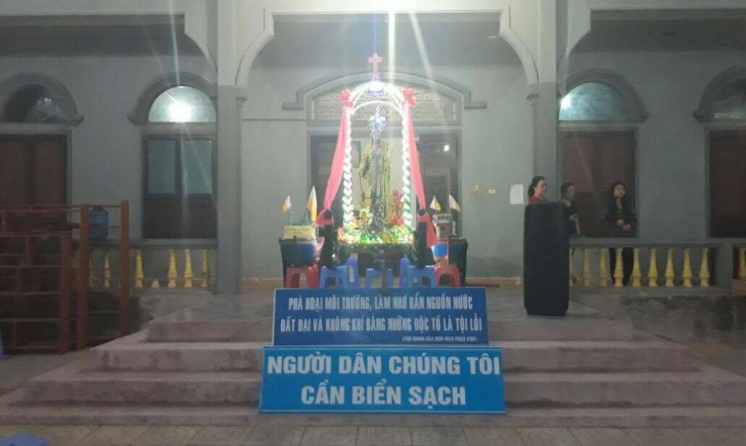 PHÁ HOẠI MÔI TRƯỜNG, LÀM NHƠ BẨN NGUỒN NƯỚC
ĐẤT ĐAI VÀ KHÔNG KHÍ BẰNG NHỮNG ĐỘC TỐ LÀ TỘI LỖI
NGƯỜI DÂN CHÚNG TÔI
CẦN BIỂN SẠCH